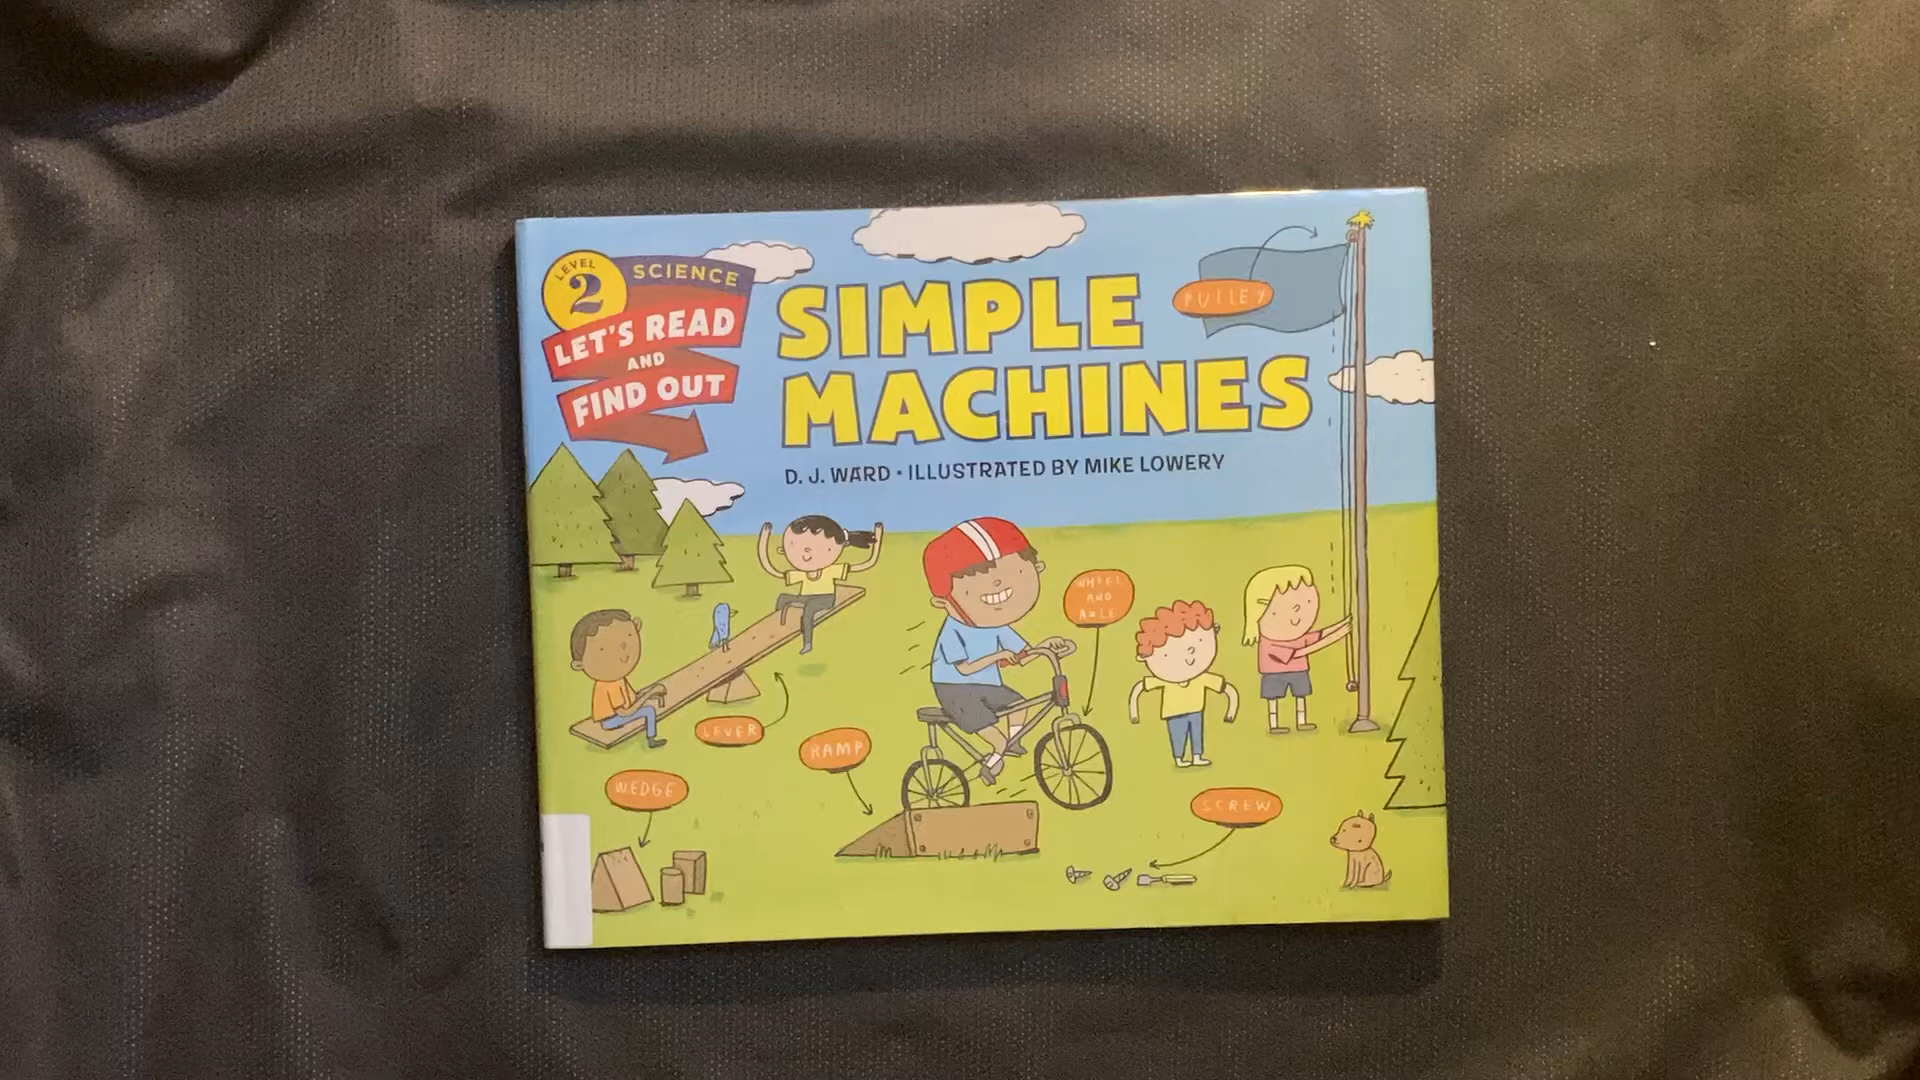 LEVEL
2
SCIENCE
LET'S READ
AND
FIND OUT
SIMPLE
MACHINES
D. J. WARD • ILLUSTRATED BY MIKE LOWERY
PULLEY
WHEEL
AND
AXLE
LEVER
RAMP
WEDGE
SCREW